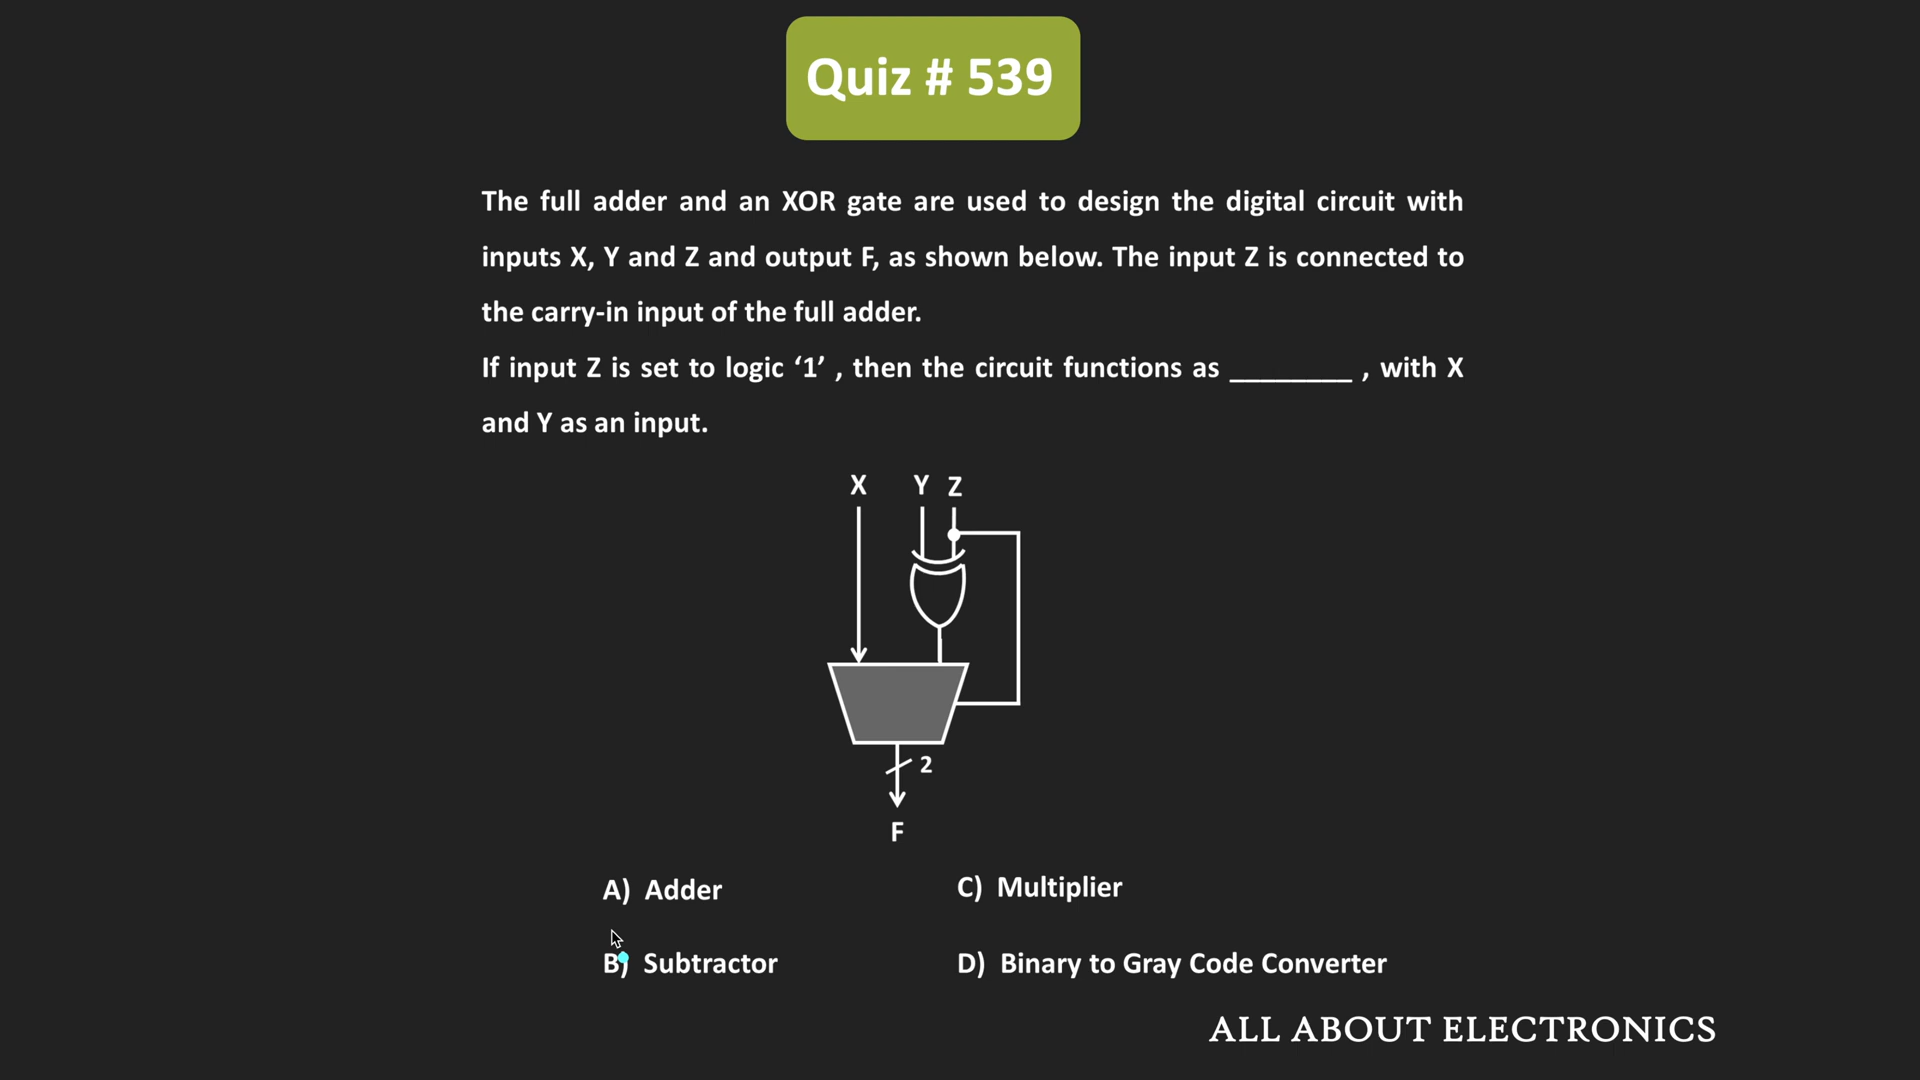 Quiz # 539
The full adder and an XOR gate are used to design the digital circuit with
inputs X, Y and Z and output F, as shown below. The input Z is connected to
the carry-in input of the full adder.
If input Z is set to logic ‘1’ , then the circuit functions as ________ , with X
and Y as an input.
X Y Z
2
F
A) Adder
C) Multiplier
B) Subtractor
D) Binary to Gray Code Converter
ALL ABOUT ELECTRONICS